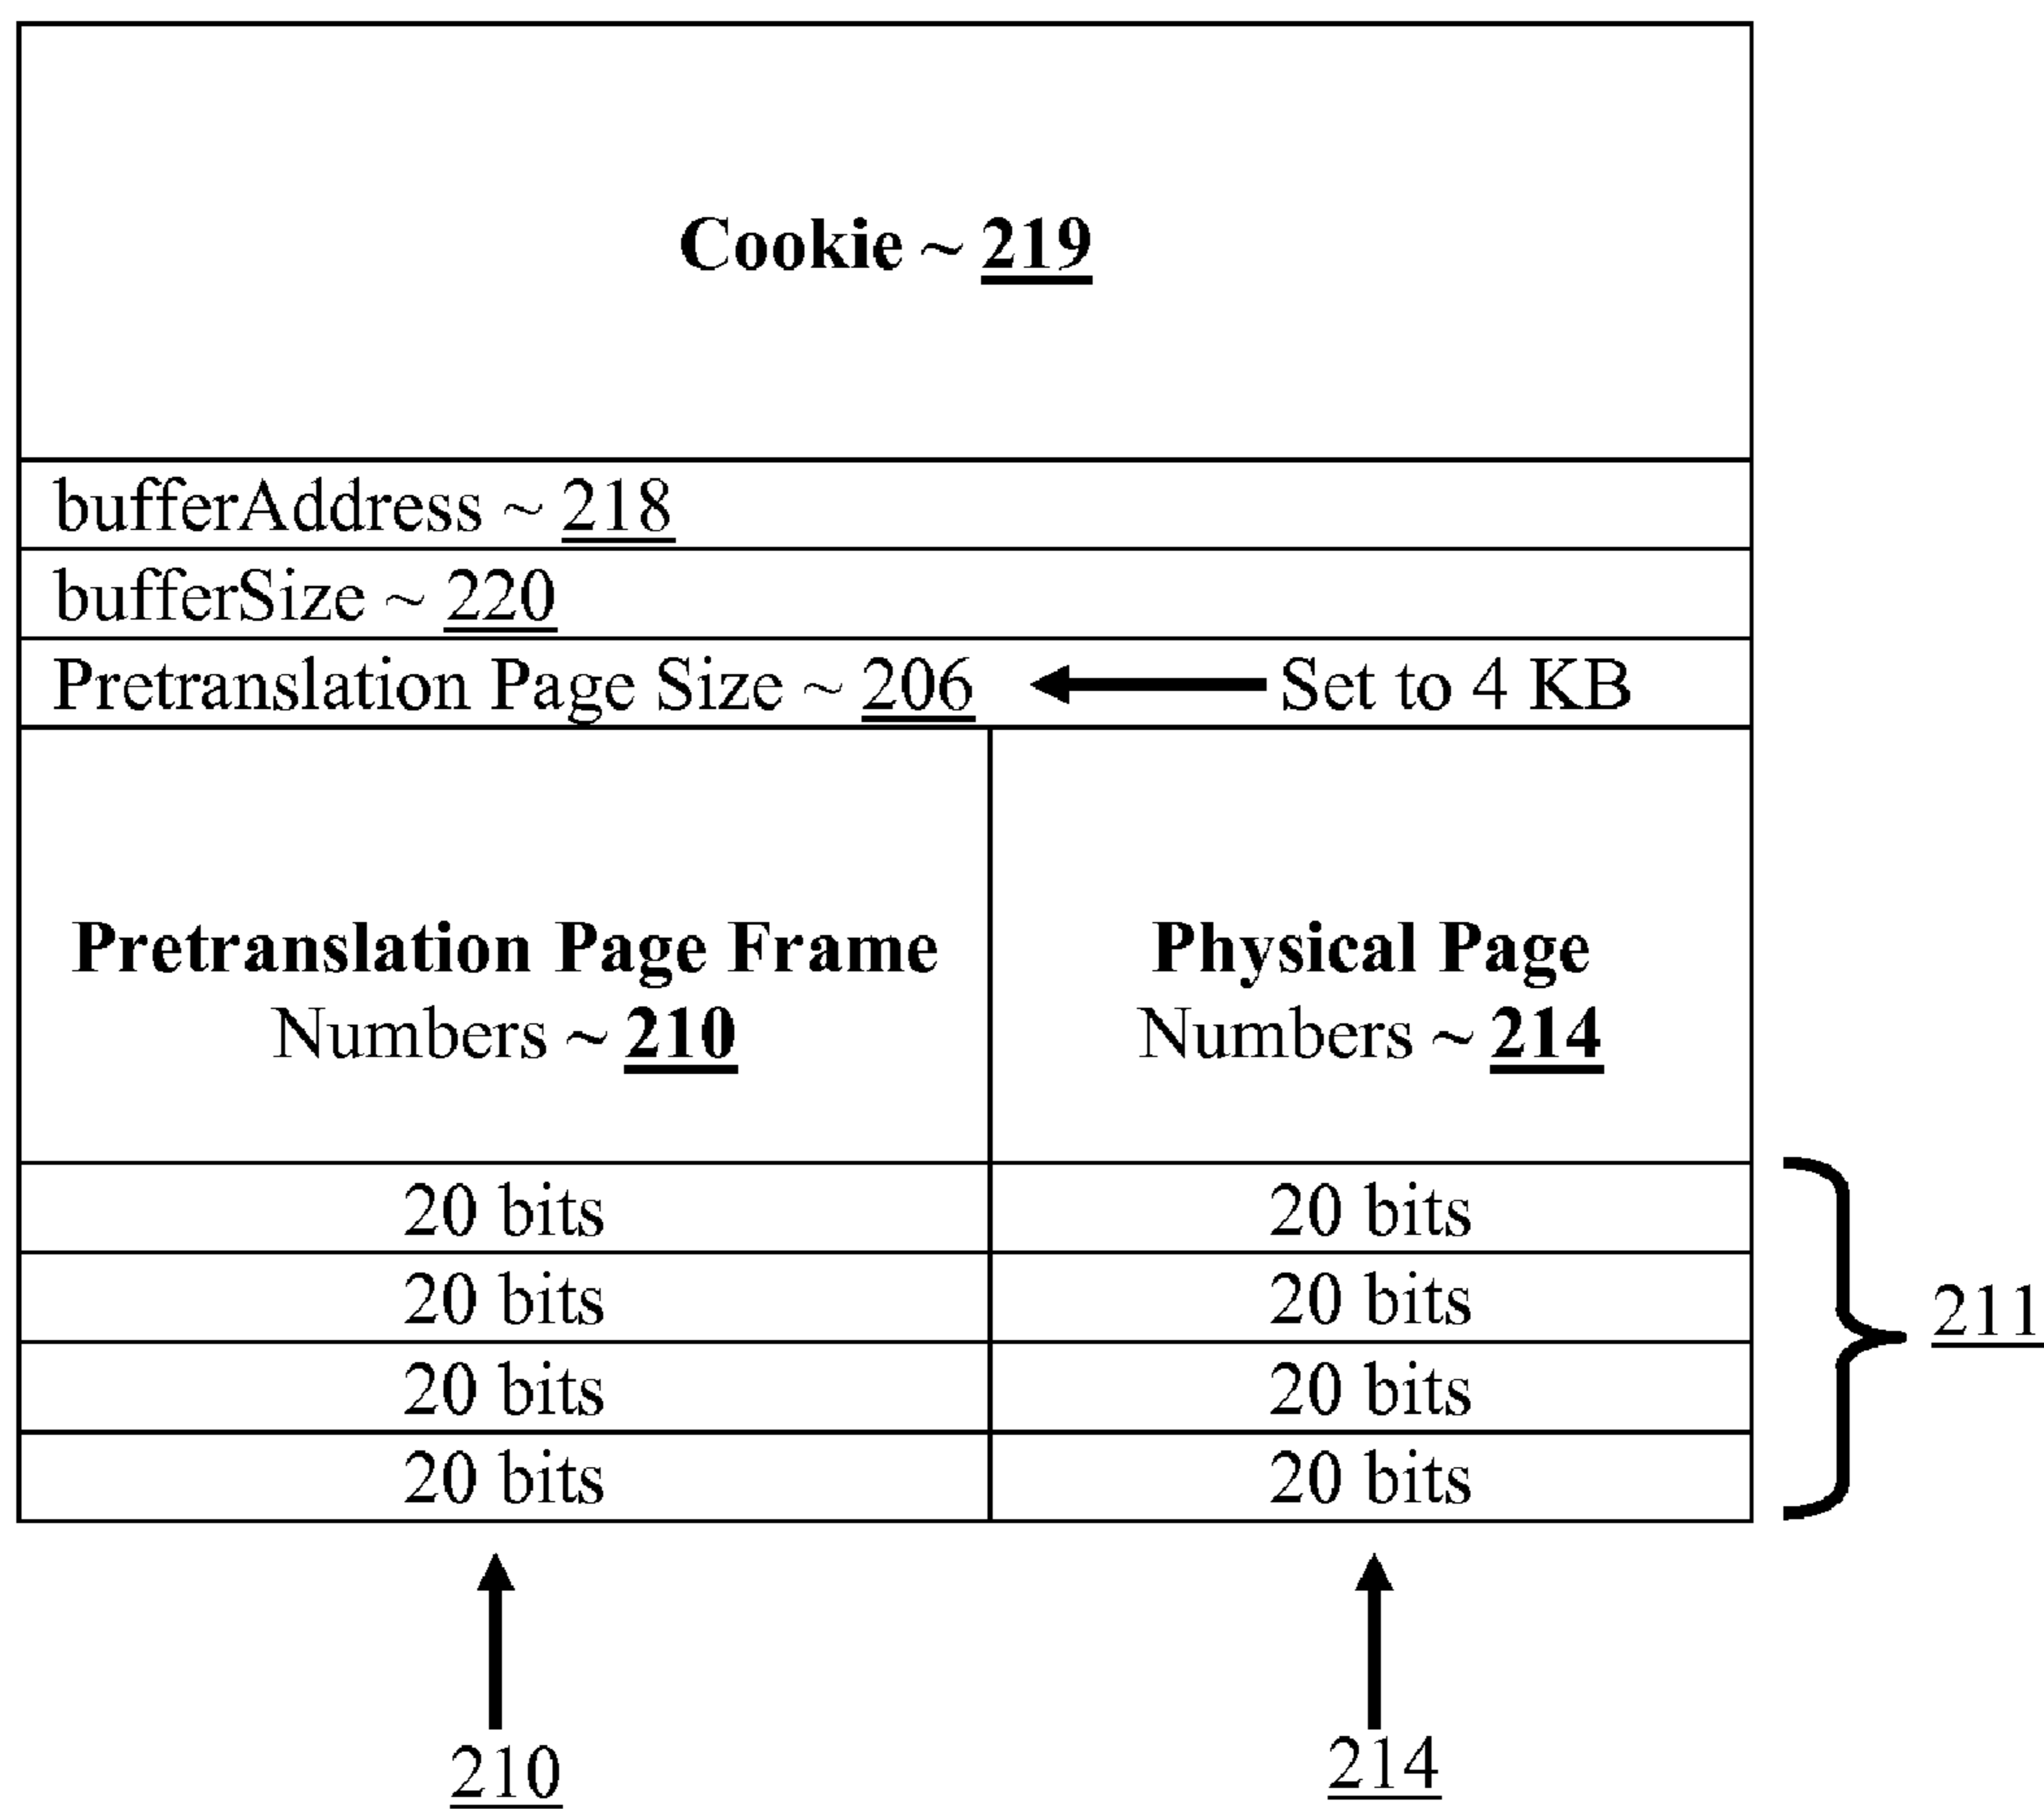 Cookie ~ 219
bufferAddress ~ 218
bufferSize ~ 220
Pretranslation Page Size ~ 206 Set to 4 KB
Pretranslation Page Frame
Numbers ~ 210
Physical Page
Numbers ~ 214
20 bits 20 bits
20 bits 20 bits
20 bits 20 bits
20 bits 20 bits
211
210 214